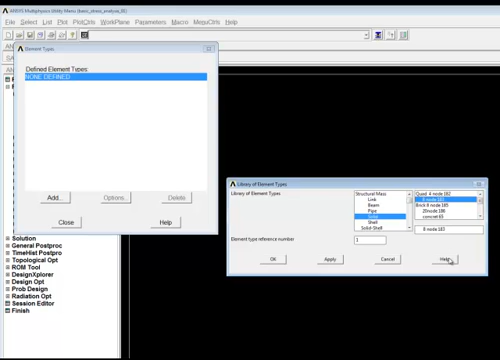 ANSYS Multiphysics Utility Menu (basic_stress_analysis_01)
File Select List Plot PlotCtrls WorkPlane Parameters Macro MenuCtrls Help
Element Types
Defined Element Types:
NONE DEFINED
Add...
Options...
Delete
Close
Help
Library of Element Types
Library of Element Types
Structural Mass
Link
Beam
Pipe
Solid
Shell
Solid-Shell
Quad 4 node 182
8 node 183
Brick 8 node 185
20node 186
concret 65
8 node 183
Element type reference number
1
OK
Apply
Cancel
Help
Solution
General Postproc
TimeHist Postpro
Topological Opt
ROM Tool
DesignXplorer
Design Opt
Prob Design
Radiation Opt
Session Editor
Finish